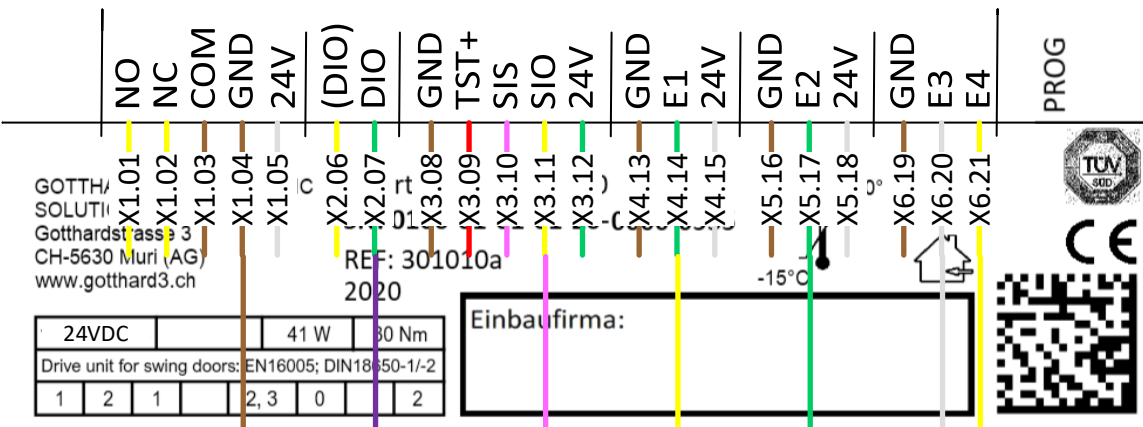 NO NC COM GND 24V (DIO) DIO GND TST+ SIS SIO 24V GND E1 24V GND E2 24V GND E3 E4 PROG
X1.01 X1.02 X1.03 X1.04 X1.05 X2.06 X2.07 X3.08 X3.09 X3.10 X3.11 X3.12 X4.13 X4.14 X4.15 X5.16 X5.17 X5.18 X6.19 X6.20 X6.21
TÜV
SÜD
Gotthardstrasse 3
CH-5630 Muri (AG)
www.gotthard3.ch
REF: 301010a
2020
-15°C
CE
24VDC 41 W 30 Nm
Drive unit for swing doors: EN16005; DIN18650-1/-2
1 2 1 2, 3 0 2
Einbaufirma: